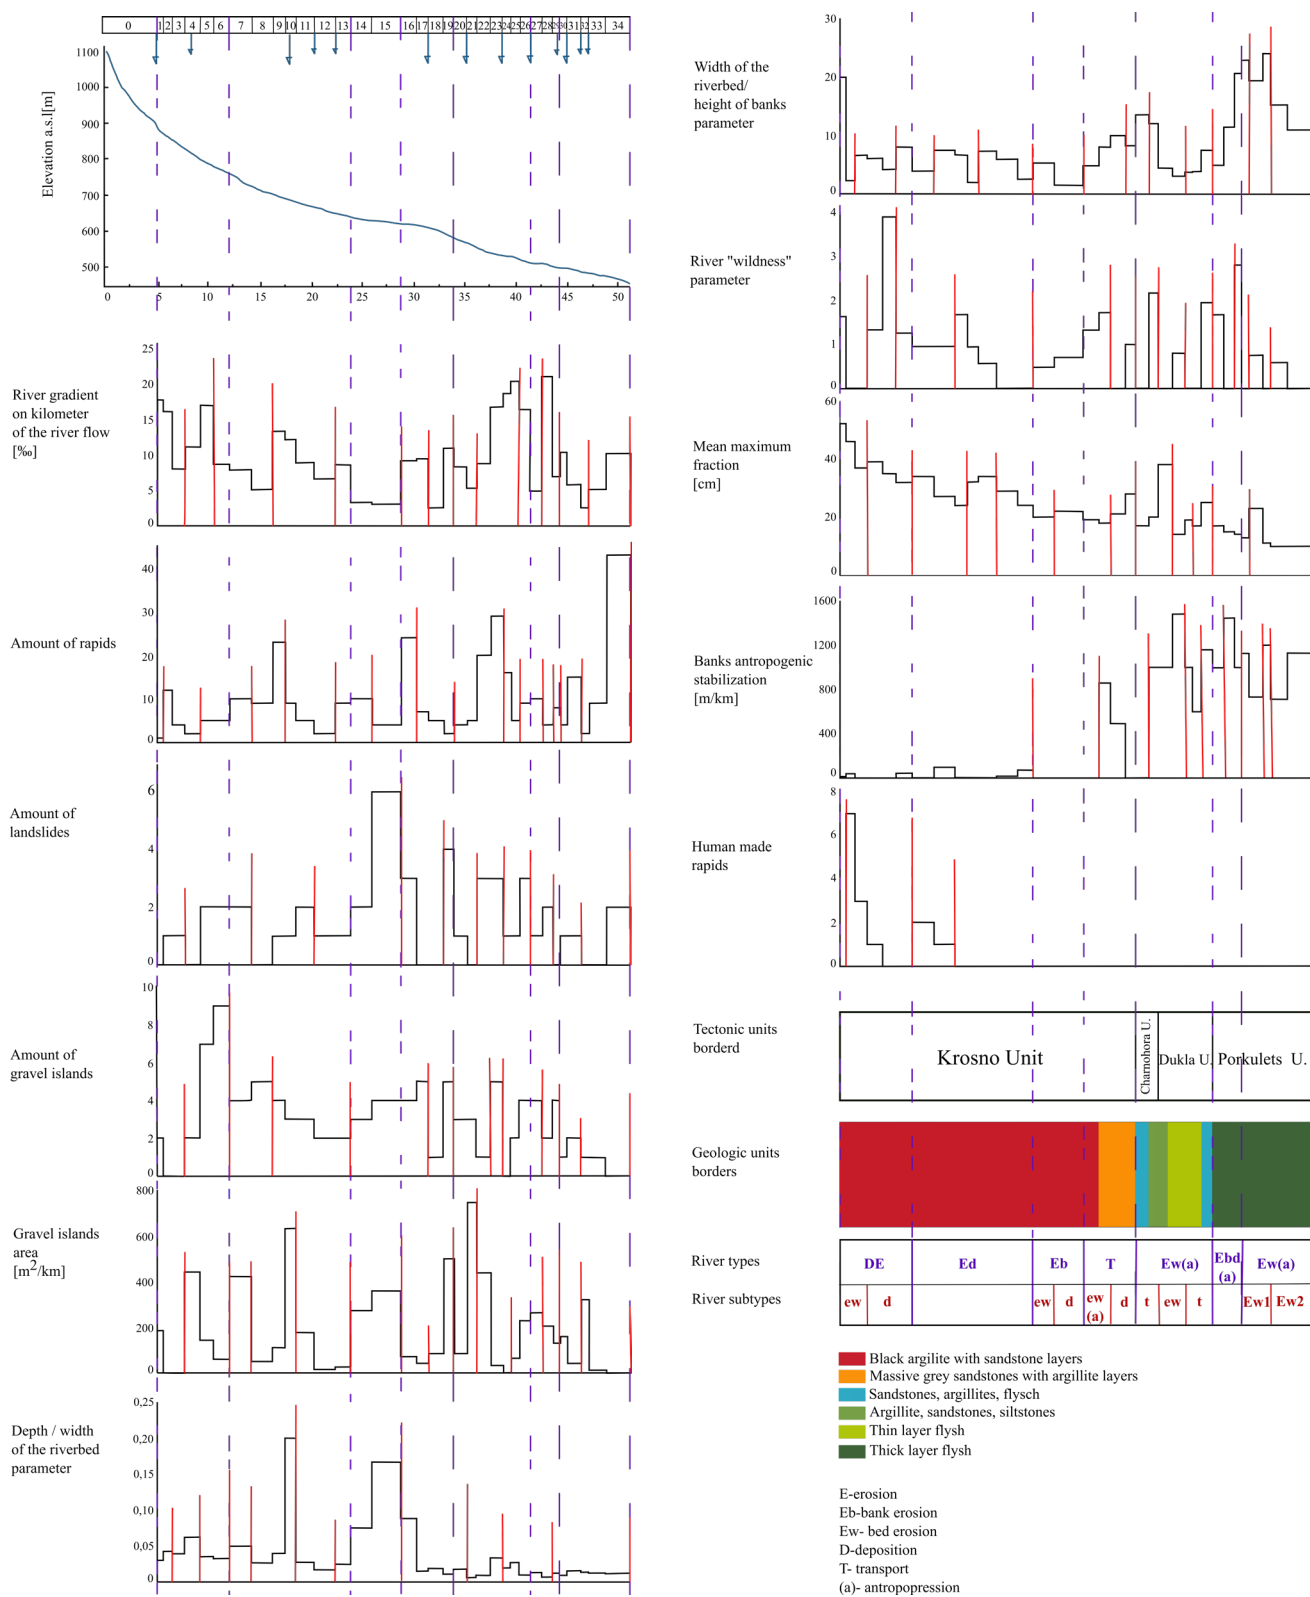 0 1 2 3 4 5 6 7 8 9 10 11 12 13 14 15 16 17 18 19 20 21 22 23 24 25 26 27 28 29 30 31 32 33 34
Elevation a.s.l[m]
1100
1000
900
800
700
600
500
0 5 10 15 20 25 30 35 40 45 50
River gradient
on kilometer
of the river flow
[‰]
25
20
15
10
5
0
Amount of rapids
40
30
20
10
0
Amount of
landslides
6
4
2
0
Amount of
gravel islands
10
8
6
4
2
0
Gravel islands
area
[m²/km]
800
600
400
200
0
Depth / width
of the riverbed
parameter
0,25
0,20
0,15
0,10
0,05
0
Width of the
riverbed/
height of banks
parameter
30
20
10
0
River "wildness"
parameter
4
3
2
1
0
Mean maximum
fraction
[cm]
60
40
20
0
Banks antropogenic
stabilization
[m/km]
1600
1200
800
400
0
Human made
rapids
8
6
4
2
0
Tectonic units
borderd
Krosno Unit
Charnohora U.
Dukla U.
Porkulets U.
Geologic units
borders
River types
DE Ed Eb T Ew(a) Ebd (a) Ew(a)
River subtypes
ew d ew d ew (a) d t ew t Ew1 Ew2
Black argilite with sandstone layers
Massive grey sandstones with argillite layers
Sandstones, argillites, flysch
Argillite, sandstones, siltstones
Thin layer flysh
Thick layer flysh
E-erosion
Eb-bank erosion
Ew- bed erosion
D-deposition
T- transport
(a)- antropopression